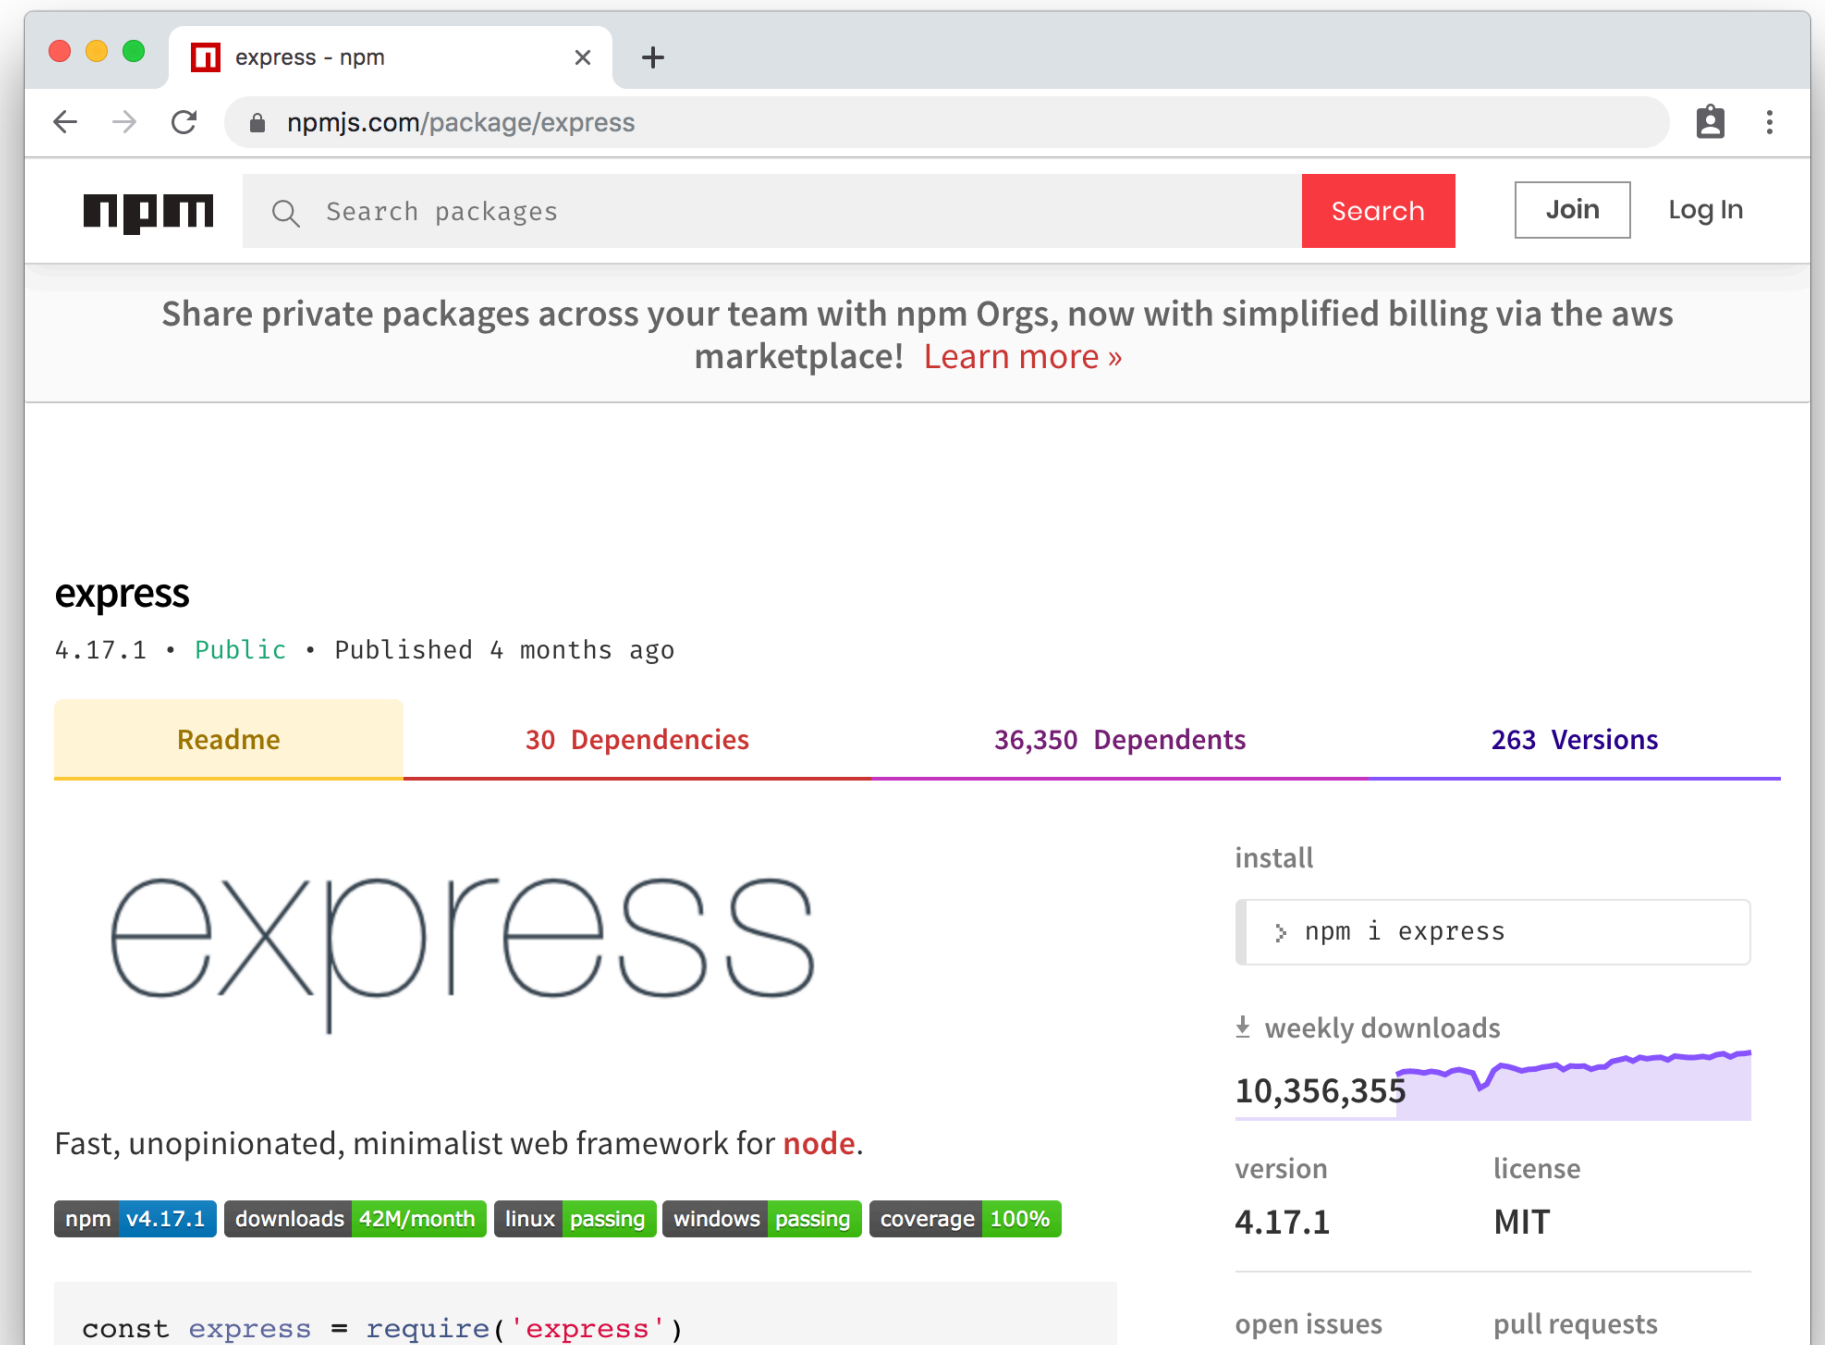 express - npm
npmjs.com/package/express
npm
Search packages
Search
Join
Log In
Share private packages across your team with npm Orgs, now with simplified billing via the aws
marketplace! Learn more »
express
4.17.1 • Public • Published 4 months ago
Readme
30 Dependencies
36,350 Dependents
263 Versions
express
Fast, unopinionated, minimalist web framework for node.
npm v4.17.1 downloads 42M/month linux passing windows passing coverage 100%
const express = require('express')
install
npm i express
weekly downloads
10,356,355
version
4.17.1
license
MIT
open issues
pull requests